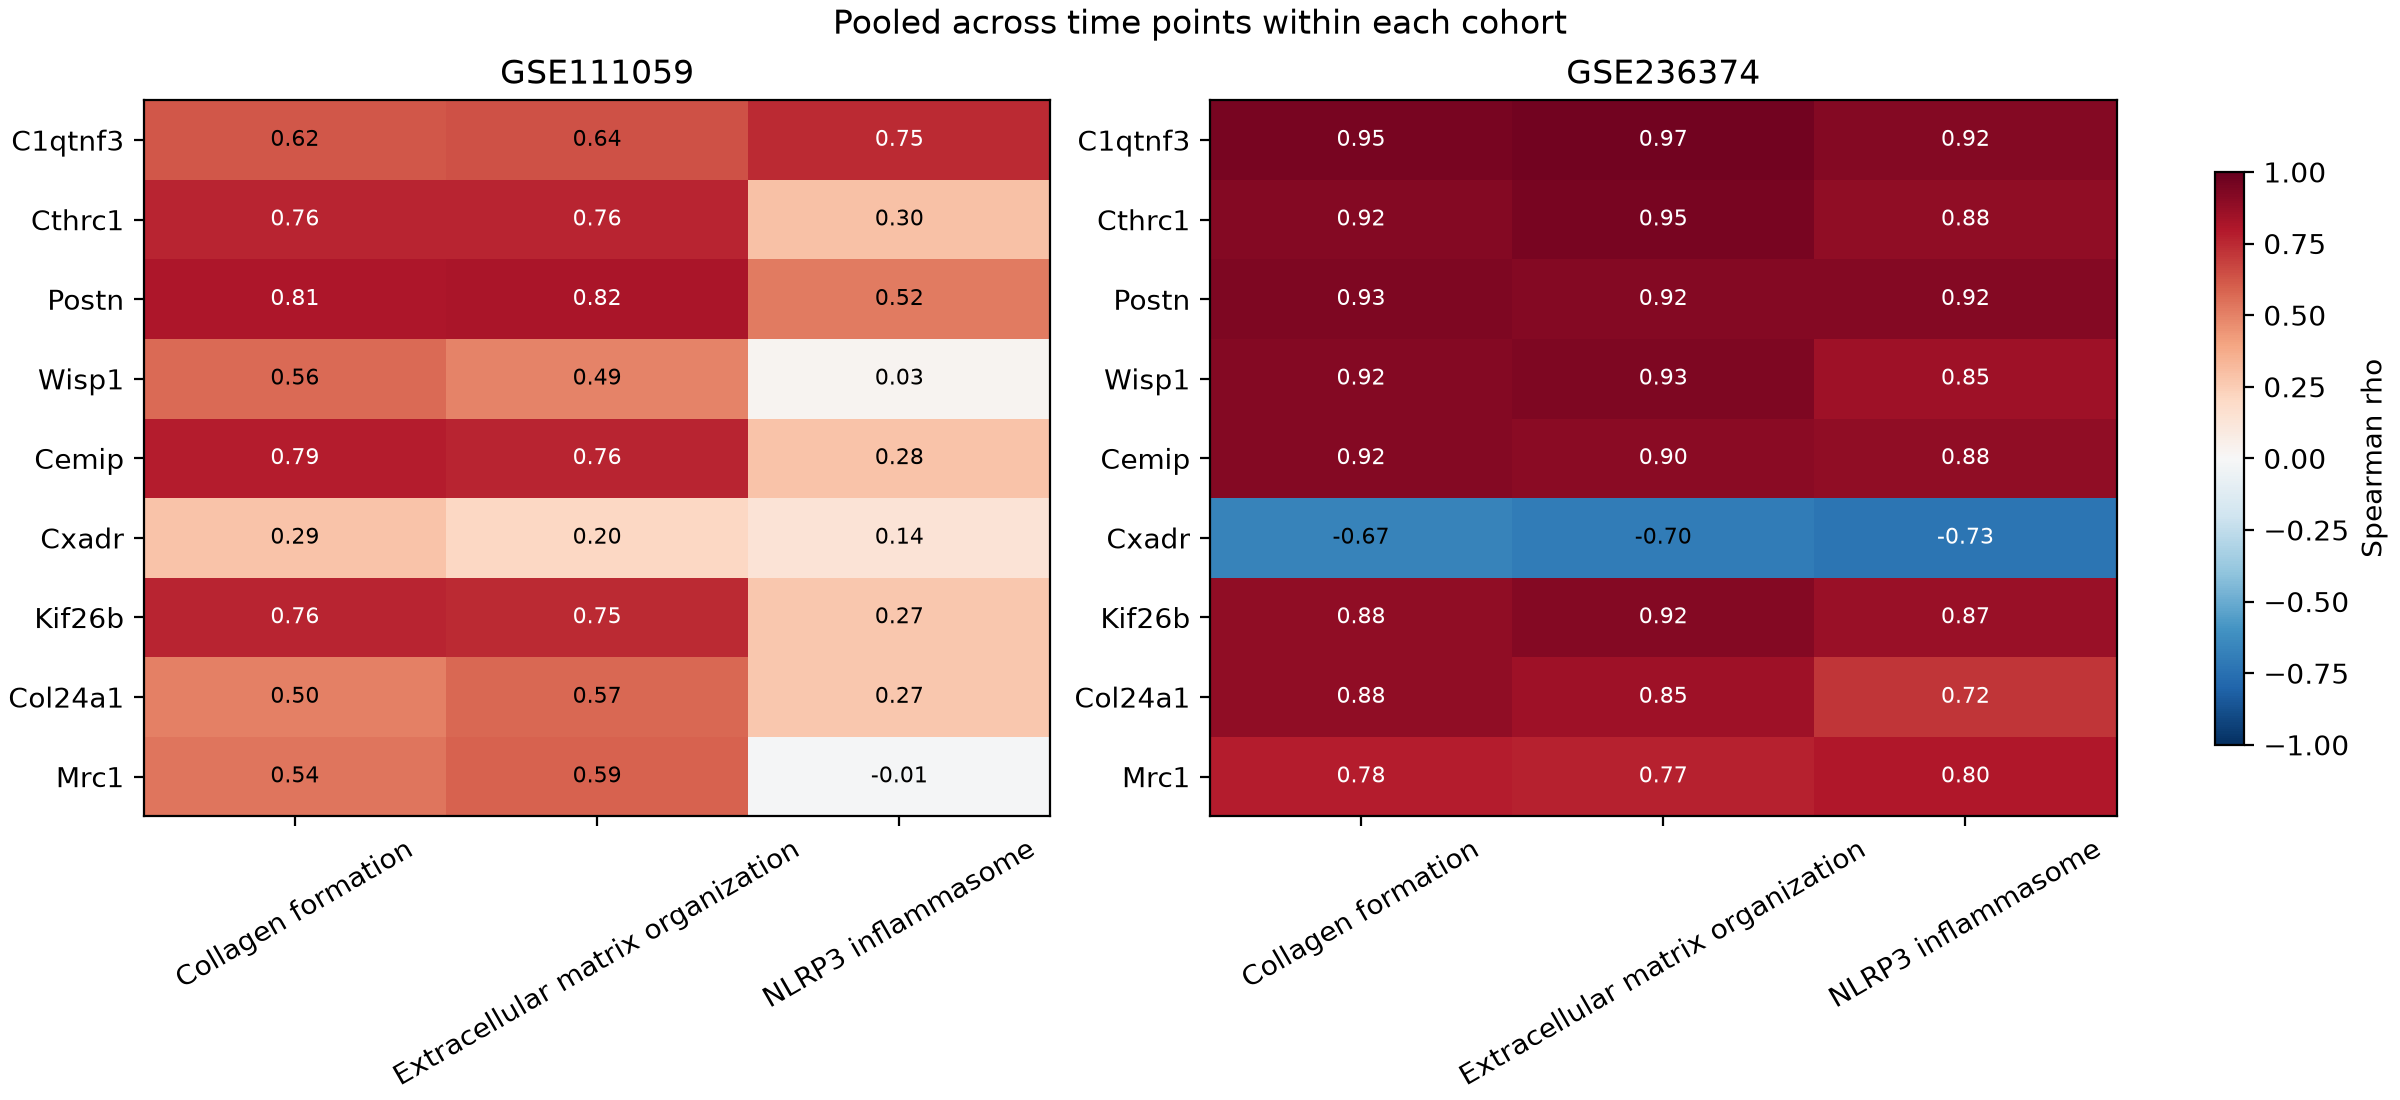 Pooled across time points within each cohort
GSE111059
C1qtnf3 0.62 0.64 0.75
Cthrc1 0.76 0.76 0.30
Postn 0.81 0.82 0.52
Wisp1 0.56 0.49 0.03
Cemip 0.79 0.76 0.28
Cxadr 0.29 0.20 0.14
Kif26b 0.76 0.75 0.27
Col24a1 0.50 0.57 0.27
Mrc1 0.54 0.59 -0.01
Collagen formation
Extracellular matrix organization
NLRP3 inflammasome
GSE236374
C1qtnf3 0.95 0.97 0.92
Cthrc1 0.92 0.95 0.88
Postn 0.93 0.92 0.92
Wisp1 0.92 0.93 0.85
Cemip 0.92 0.90 0.88
Cxadr -0.67 -0.70 -0.73
Kif26b 0.88 0.92 0.87
Col24a1 0.88 0.85 0.72
Mrc1 0.78 0.77 0.80
Collagen formation
Extracellular matrix organization
NLRP3 inflammasome
1.00
0.75
0.50
0.25
0.00
−0.25
−0.50
−0.75
−1.00
Spearman rho